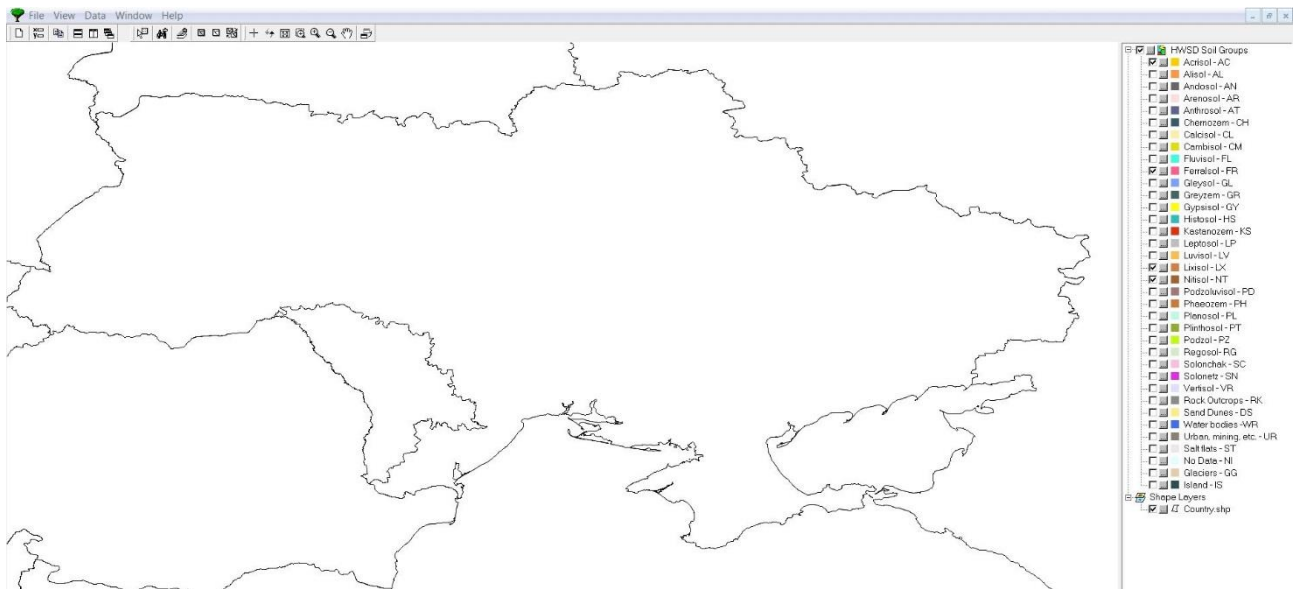 File View Data Window Help
HWSD Soil Groups
Acrisol - AC
Alisol - AL
Andosol - AN
Arenosol - AR
Anthrosol - AT
Chernozem - CH
Calcisol - CL
Cambisol - CM
Fluvisol - FL
Ferralsol - FR
Gleysol - GL
Greyzem - GR
Gypsisol - GY
Histosol - HS
Kastanozem - KS
Leptosol - LP
Luvisol - LV
Lixisol - LX
Nitisol - NT
Podzoluvisol - PD
Phaeozem - PH
Planosol - PL
Plinthosol - PT
Podzol - PZ
Regosol - RG
Solonchak - SC
Solonetz - SN
Vertisol - VR
Rock Outcrops - RK
Sand Dunes - DS
Water bodies -WR
Urban, mining, etc. - UR
Salt flats - ST
No Data - NI
Glaciers - GG
Island - IS
Shape Layers
Country.shp